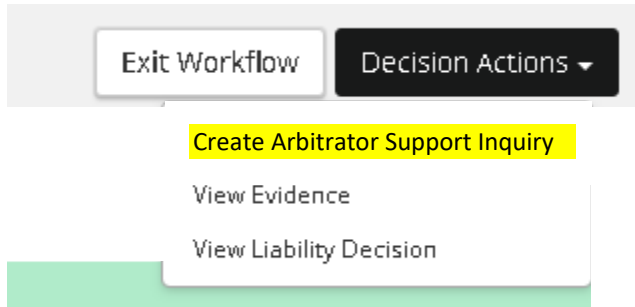 Exit Workflow Decision Actions
Create Arbitrator Support Inquiry
View Evidence
View Liability Decision